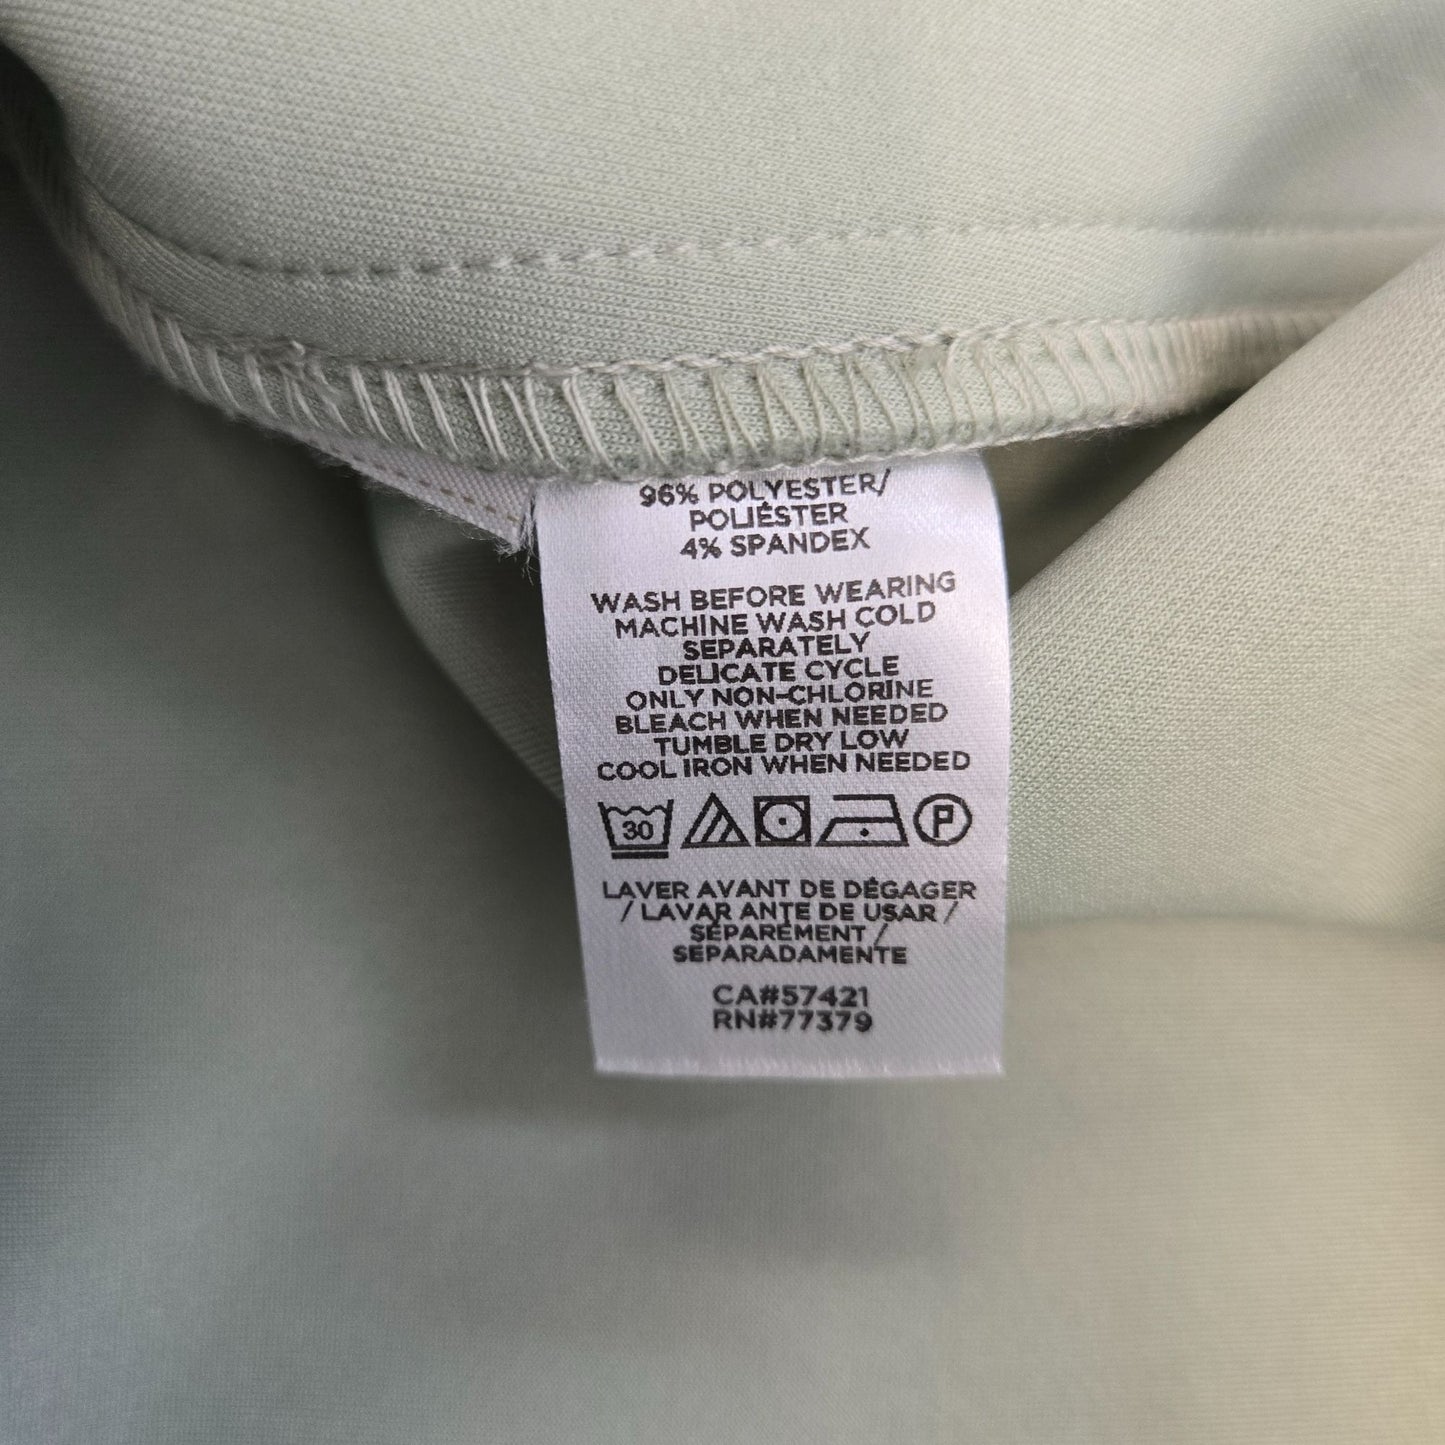 96% POLYESTER/
POLIÉSTER
4% SPANDEX
WASH BEFORE WEARING
MACHINE WASH COLD
SEPARATELY
DELICATE CYCLE
ONLY NON-CHLORINE
BLEACH WHEN NEEDED
TUMBLE DRY LOW
COOL IRON WHEN NEEDED
30 P
LAVER AVANT DE DÉGAGER
/ LAVAR ANTE DE USAR /
SÉPARÉMENT /
SEPARADAMENTE
CA#57421
RN#77379